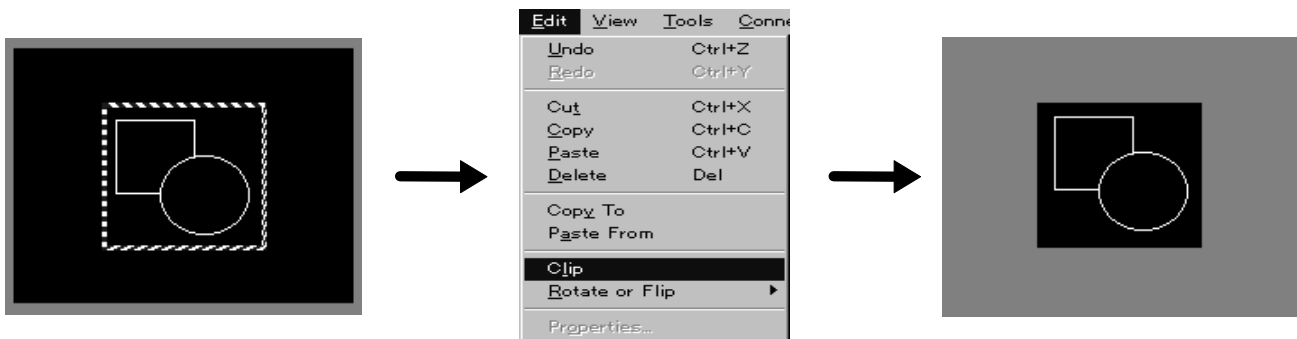 Edit View Tools Conne
Undo Ctrl+Z
Redo Ctrl+Y
Cut Ctrl+X
Copy Ctrl+C
Paste Ctrl+V
Delete Del
Copy To
Paste From
Clip
Rotate or Flip
Properties...